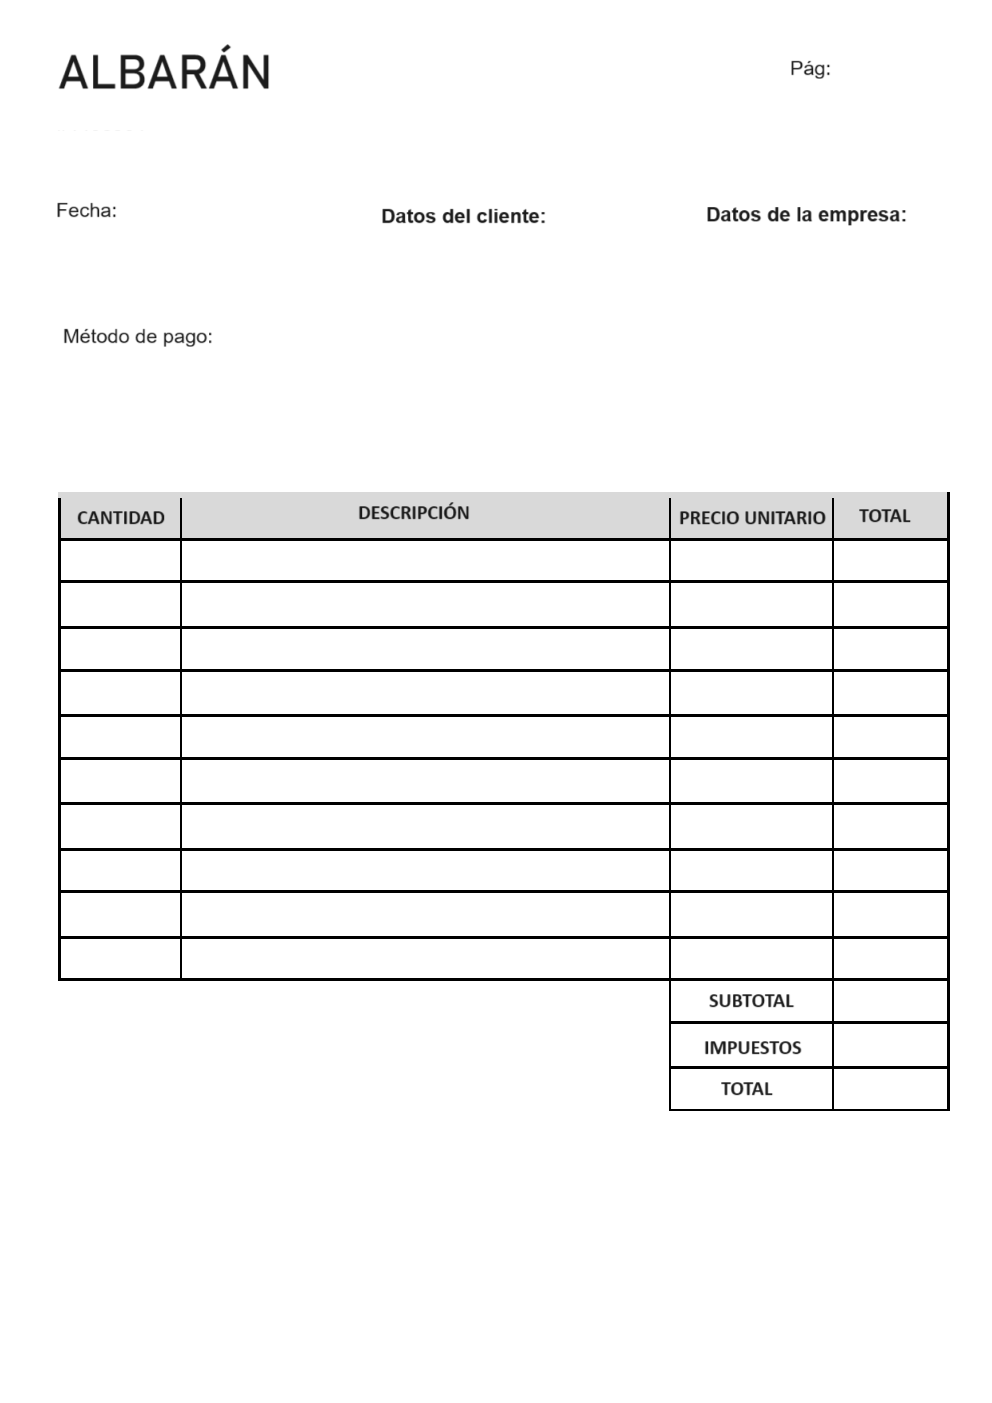 ALBARÁN
Pág:
Fecha:
Datos del cliente:
Datos de la empresa:
Método de pago:
CANTIDAD DESCRIPCIÓN PRECIO UNITARIO TOTAL
SUBTOTAL
IMPUESTOS
TOTAL